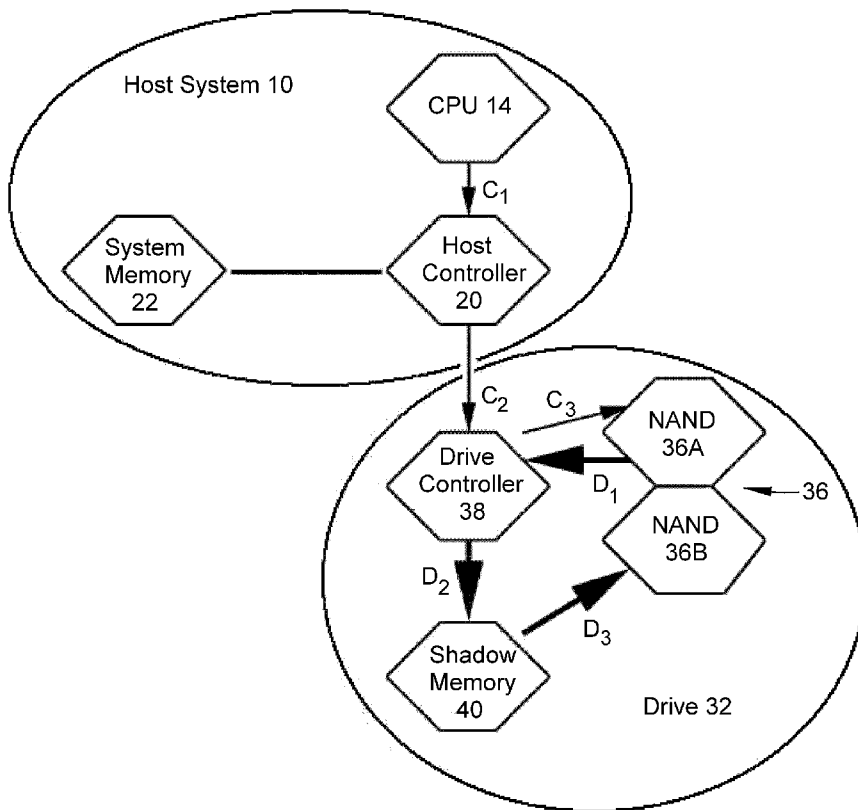 Host System 10
CPU 14
C1
System
Memory
22
Host
Controller
20
C2
C3
NAND
36A
Drive
Controller
38
D1
36
NAND
36B
D2
D3
Shadow
Memory
40
Drive 32